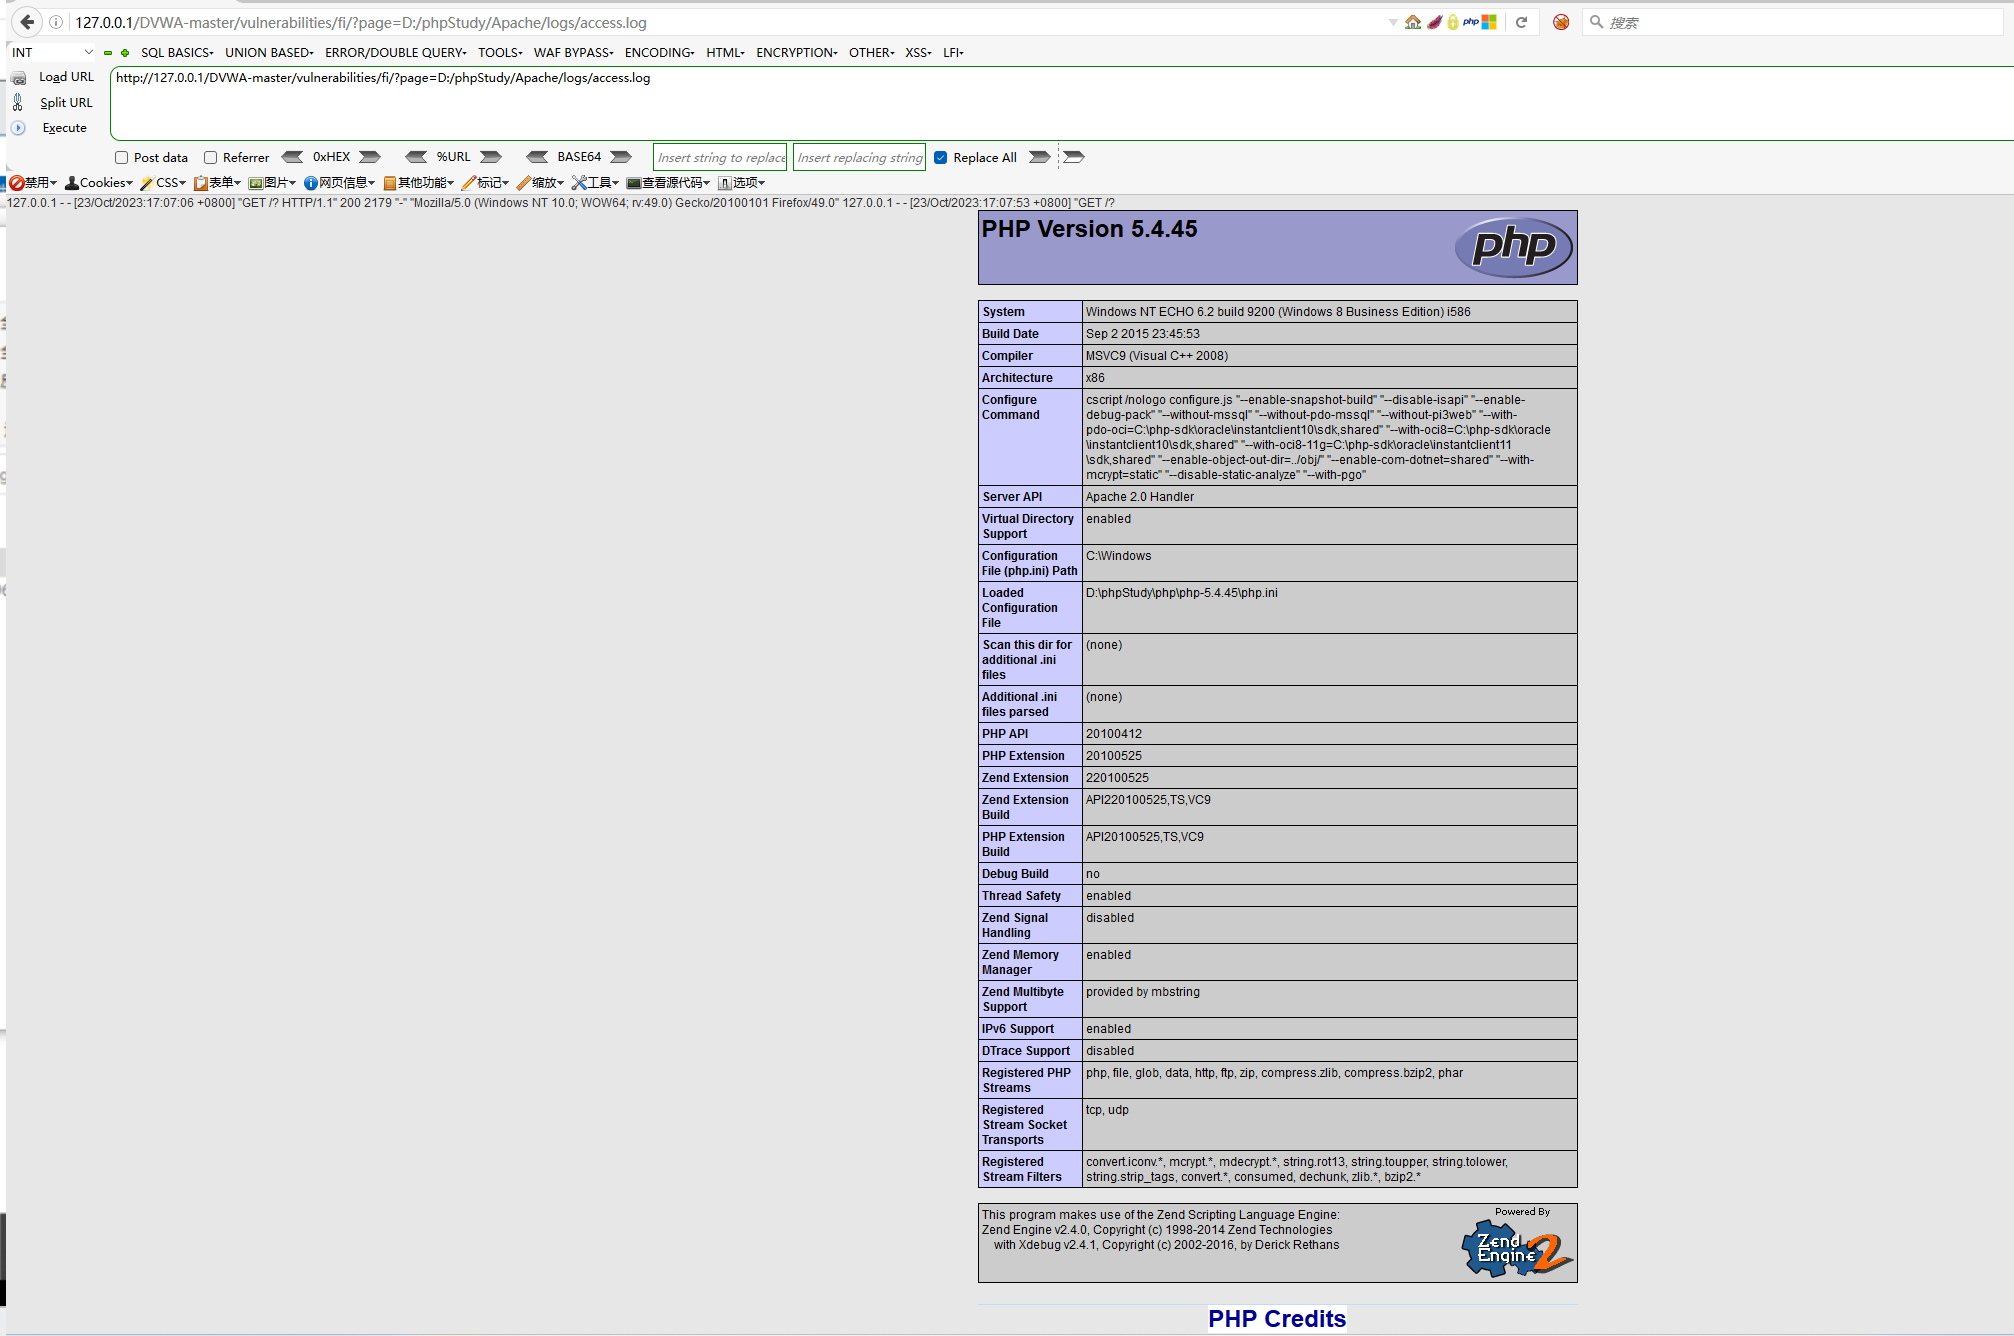 127.0.0.1/DVWA-master/vulnerabilities/fi/?page=D:/phpStudy/Apache/logs/access.log
php
搜索
INT
SQL BASICS
UNION BASED
ERROR/DOUBLE QUERY
TOOLS
WAF BYPASS
ENCODING
HTML
ENCRYPTION
OTHER
XSS
LFI
Load URL
http://127.0.0.1/DVWA-master/vulnerabilities/fi/?page=D:/phpStudy/Apache/logs/access.log
Split URL
Execute
Post data
Referrer
0xHEX
%URL
BASE64
Insert string to replace
Insert replacing string
Replace All
禁用
Cookies
CSS
表单
图片
网页信息
其他功能
标记
缩放
工具
查看源代码
选项
127.0.0.1 - - [23/Oct/2023:17:07:06 +0800] "GET /? HTTP/1.1" 200 2179 "-" "Mozilla/5.0 (Windows NT 10.0; WOW64; rv:49.0) Gecko/20100101 Firefox/49.0" 127.0.0.1 - - [23/Oct/2023:17:07:53 +0800] "GET /?
PHP Version 5.4.45
php
System
Windows NT ECHO 6.2 build 9200 (Windows 8 Business Edition) i586
Build Date
Sep 2 2015 23:45:53
Compiler
MSVC9 (Visual C++ 2008)
Architecture
x86
Configure
Command
cscript /nologo configure.js "--enable-snapshot-build" "--disable-isapi" "--enable-
debug-pack" "--without-mssql" "--without-pdo-mssql" "--without-pi3web" "--with-
pdo-oci=C:\php-sdk\oracle\instantclient10\sdk,shared" "--with-oci8=C:\php-sdk\oracle
\instantclient10\sdk,shared" "--with-oci8-11g=C:\php-sdk\oracle\instantclient11
\sdk,shared" "--enable-object-out-dir=../obj/" "--enable-com-dotnet=shared" "--with-
mcrypt=static" "--disable-static-analyze" "--with-pgo"
Server API
Apache 2.0 Handler
Virtual Directory
Support
enabled
Configuration
File (php.ini) Path
C:\Windows
Loaded
Configuration
File
D:\phpStudy\php\php-5.4.45\php.ini
Scan this dir for
additional .ini
files
(none)
Additional .ini
files parsed
(none)
PHP API
20100412
PHP Extension
20100525
Zend Extension
220100525
Zend Extension
Build
API220100525,TS,VC9
PHP Extension
Build
API20100525,TS,VC9
Debug Build
no
Thread Safety
enabled
Zend Signal
Handling
disabled
Zend Memory
Manager
enabled
Zend Multibyte
Support
provided by mbstring
IPv6 Support
enabled
DTrace Support
disabled
Registered PHP
Streams
php, file, glob, data, http, ftp, zip, compress.zlib, compress.bzip2, phar
Registered
Stream Socket
Transports
tcp, udp
Registered
Stream Filters
convert.iconv.*, mcrypt.*, mdecrypt.*, string.rot13, string.toupper, string.tolower,
string.strip_tags, convert.*, consumed, dechunk, zlib.*, bzip2.*
This program makes use of the Zend Scripting Language Engine:
Zend Engine v2.4.0, Copyright (c) 1998-2014 Zend Technologies
with Xdebug v2.4.1, Copyright (c) 2002-2016, by Derick Rethans
Powered By
Zend
Engine 2
PHP Credits